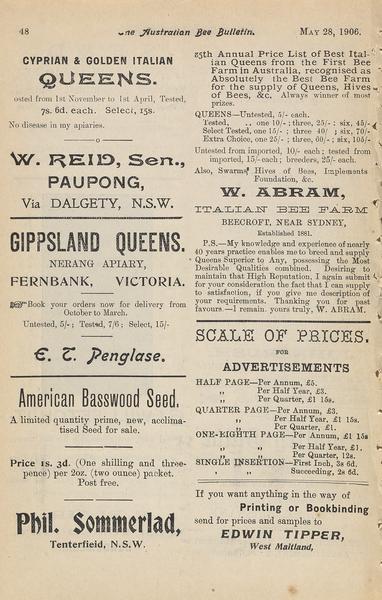 48
The Australian Bee Bulletin.
MAY 28, 1906.
CYPRIAN & GOLDEN ITALIAN
QUEENS.
osted from 1st November to 1st April, Tested,
7s. 6d. each. Select, 15s.
No disease in my apiaries.
W. REID, Sen.,
PAUPONG,
Via DALGETY, N.S.W.
GIPPSLAND QUEENS.
NERANG APIARY,
FERNBANK, VICTORIA.
Book your orders now for delivery from
October to March.
Untested, 5/-; Tested, 7/6; Select, 15/-
E. T. Penglase.
American Basswood Seed.
A limited quantity prime, new, acclima-
tised Seed for sale.
Price 1s. 3d. (One shilling and three-
pence) per 2oz. (two ounce) packet.
Post free.
Phil. Sommerlad,
Tenterfield, N.S.W.
25th Annual Price List of Best Ital-
ian Queens from the First Bee
Farm in Australia, recognised as
Absolutely the Best Bee Farm
for the supply of Queens, Hives
of Bees, &c. Always winner of most
prizes.
QUEENS—Untested, 5/- each.
Tested, .. one 10/-; three, 25/-; six, 45/-
Select Tested, one 15/-; three 40/-; six, 70/-
Extra Choice, one 25/-; three, 60/-; six, 105/-
Untested from imported, 10/- each; tested from
imported, 15/- each; breeders, 25/- each.
Also, Swarms, Hives of Bees, Implements
Foundation, &c.
W. ABRAM,
ITALIAN BEE FARM
BEECROFT, NEAR SYDNEY,
Established 1881.
P.S.—My knowledge and experience of nearly
40 years practice enables me to breed and supply
Queens Superior to Any, possessing the Most
Desirable Qualities combined. Desiring to
maintain that High Reputation, I again submit
for your consideration the fact that I can supply
to satisfaction, if you give me description of
your requirements. Thanking you for past
favours.—I remain, yours truly, W. ABRAM.
SCALE OF PRICES.
FOR
ADVERTISEMENTS
HALF PAGE—Per Annum, £5.
,, Per Half Year, £3.
,, Per Quarter, £1 15s.
QUARTER PAGE—Per Annum, £3.
,, Per Half Year, £1 15s.
,, Per Quarter, £1.
ONE-EIGHTH PAGE—Per Annum, £1 15s
,, ,, Per Half Year, £1.
,, ,, Per Quarter, 12s.
SINGLE INSERTION—First Inch, 3s 6d.
,, ,, Succeeding, 2s 6d.
If you want anything in the way of
Printing or Bookbinding
send for prices and samples to
EDWIN TIPPER,
West Maitland,